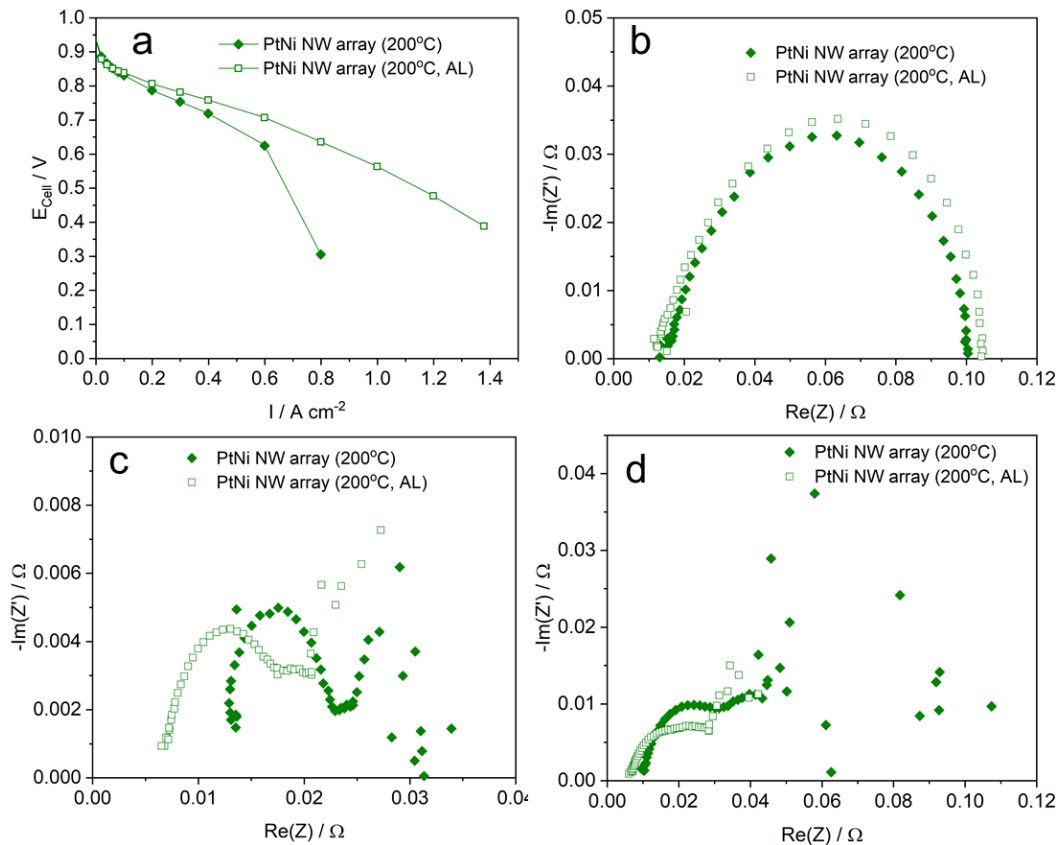 a
PtNi NW array (200°C)
PtNi NW array (200°C, AL)
1.0
0.9
0.8
0.7
0.6
0.5
0.4
0.3
0.2
0.1
0.0
E_Cell / V
0.0 0.2 0.4 0.6 0.8 1.0 1.2 1.4
I / A cm⁻²
b
PtNi NW array (200°C)
PtNi NW array (200°C, AL)
0.05
0.04
0.03
0.02
0.01
0.00
-Im(Z') / Ω
0.00 0.02 0.04 0.06 0.08 0.10 0.12
Re(Z) / Ω
c
PtNi NW array (200°C)
PtNi NW array (200°C, AL)
0.010
0.008
0.006
0.004
0.002
0.000
-Im(Z') / Ω
0.00 0.01 0.02 0.03 0.04
Re(Z) / Ω
d
PtNi NW array (200°C)
PtNi NW array (200°C, AL)
0.04
0.03
0.02
0.01
0.00
-Im(Z') / Ω
0.00 0.02 0.04 0.06 0.08 0.10 0.12
Re(Z) / Ω